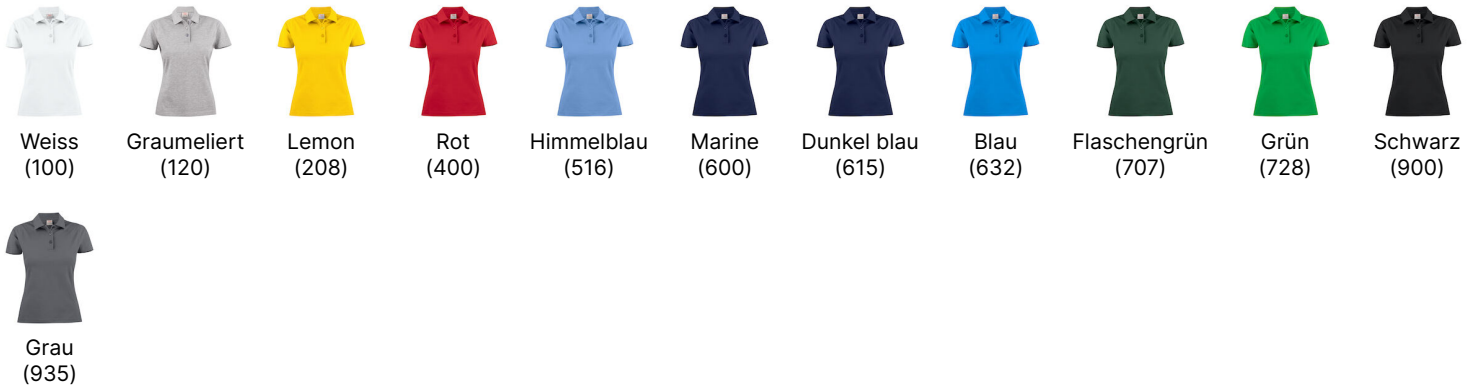 Weiss
(100)
Graumeliert
(120)
Lemon
(208)
Rot
(400)
Himmelblau
(516)
Marine
(600)
Dunkel blau
(615)
Blau
(632)
Flaschengrün
(707)
Grün
(728)
Schwarz
(900)
Grau
(935)